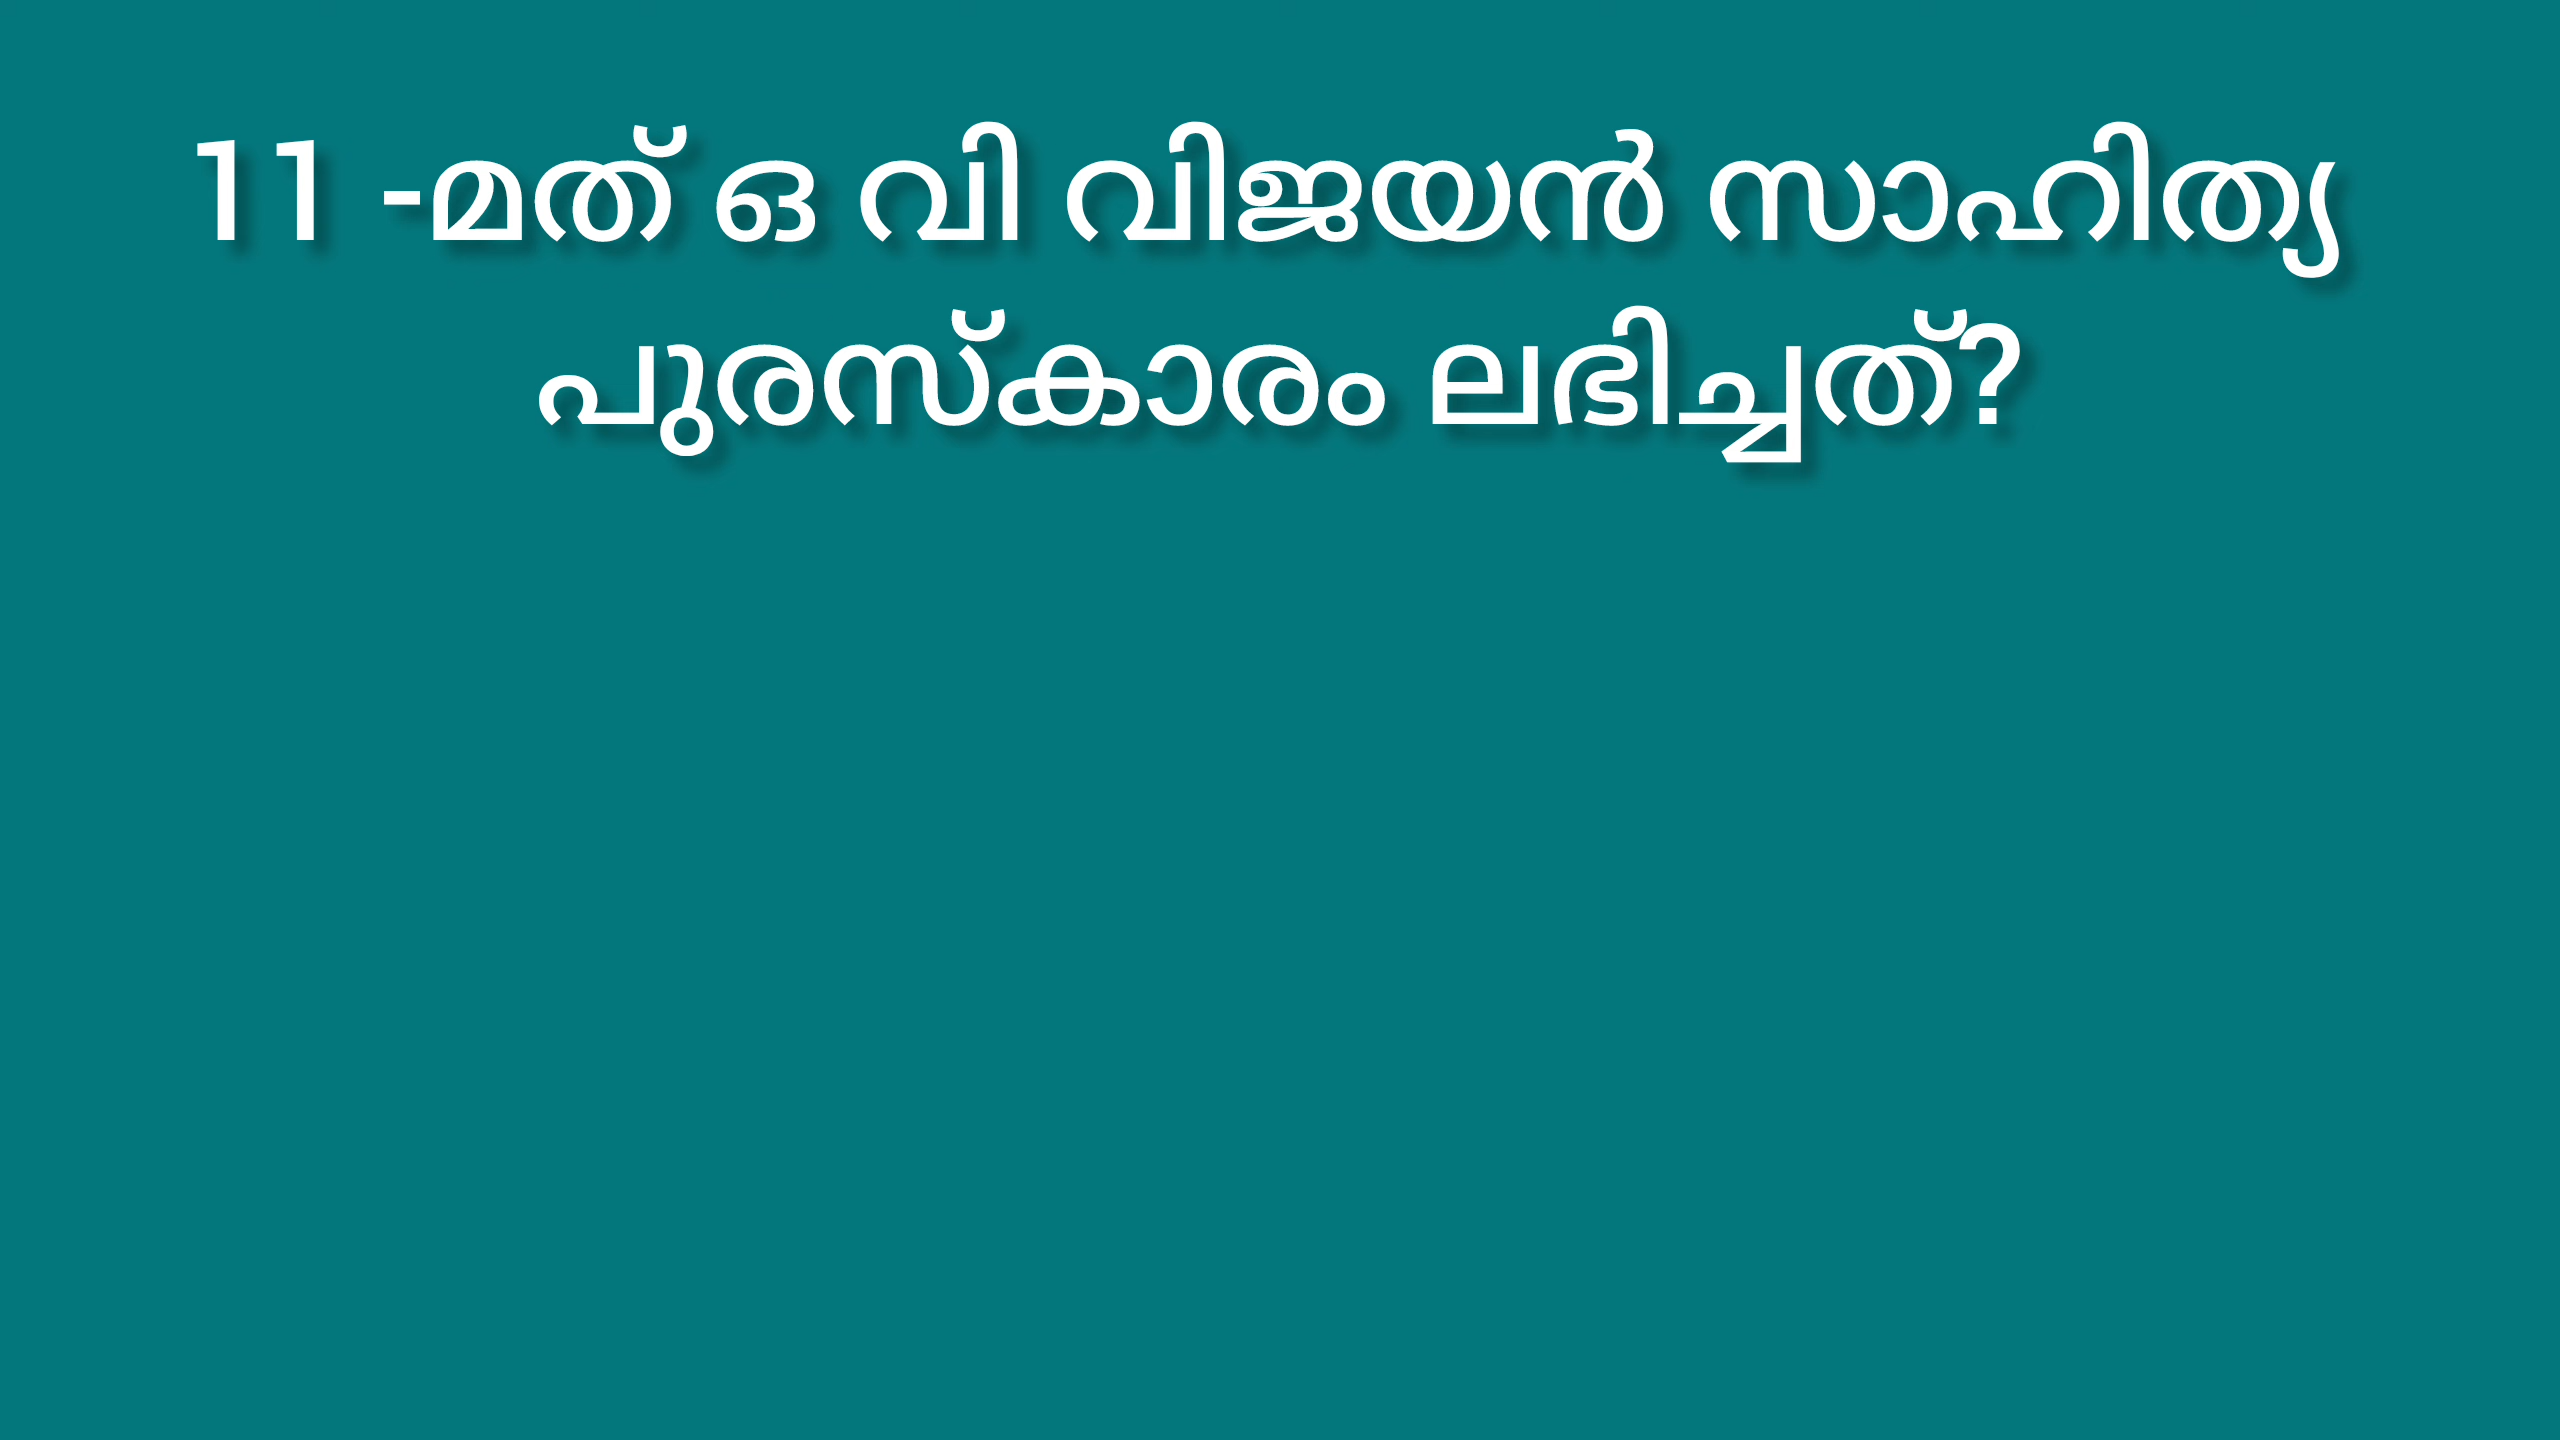 11 -മത് ഒ വി വിജയൻ സാഹിത്യ
പുരസ്കാരം ലഭിച്ചത്?